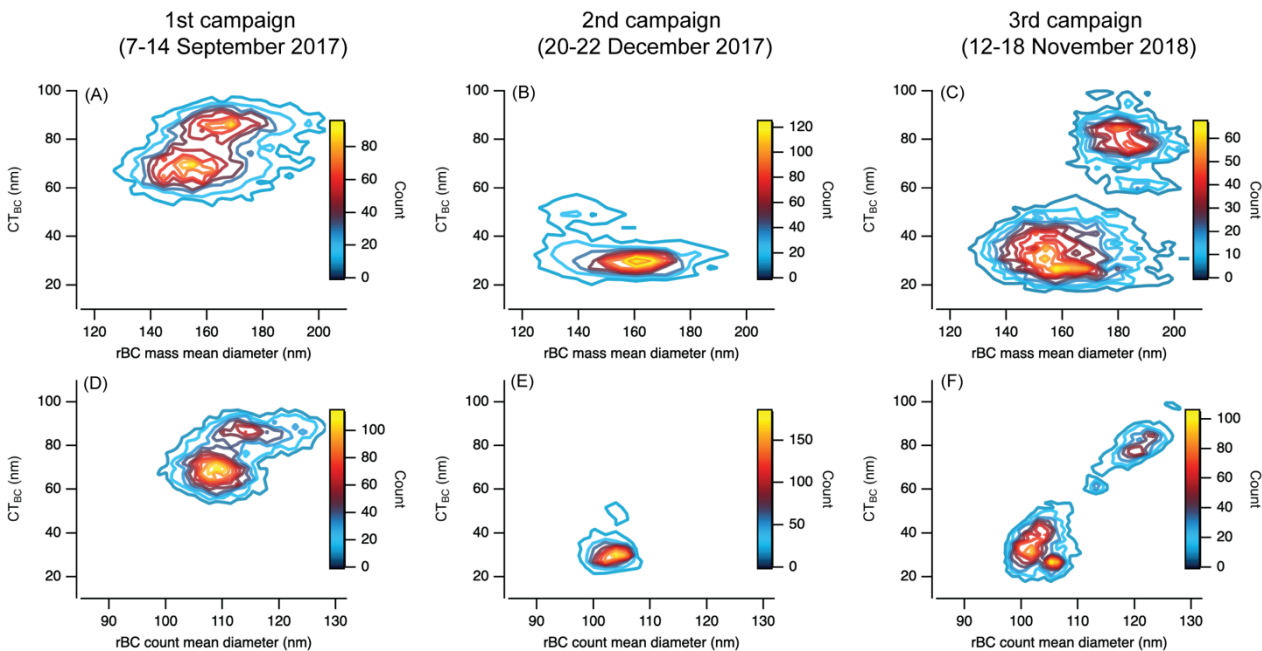 1st campaign
(7-14 September 2017)
2nd campaign
(20-22 December 2017)
3rd campaign
(12-18 November 2018)
(A)
100
80
60
40
20
CT_BC (nm)
120 140 160 180 200
rBC mass mean diameter (nm)
80
60
40
20
0
Count
(B)
100
80
60
40
20
CT_BC (nm)
120 140 160 180 200
rBC mass mean diameter (nm)
120
100
80
60
40
20
0
Count
(C)
100
80
60
40
20
CT_BC (nm)
120 140 160 180 200
rBC mass mean diameter (nm)
60
50
40
30
20
10
0
Count
(D)
100
80
60
40
20
CT_BC (nm)
90 100 110 120 130
rBC count mean diameter (nm)
100
80
60
40
20
0
Count
(E)
100
80
60
40
20
CT_BC (nm)
90 100 110 120 130
rBC count mean diameter (nm)
150
100
50
0
Count
(F)
100
80
60
40
20
CT_BC (nm)
90 100 110 120 130
rBC count mean diameter (nm)
100
80
60
40
20
0
Count